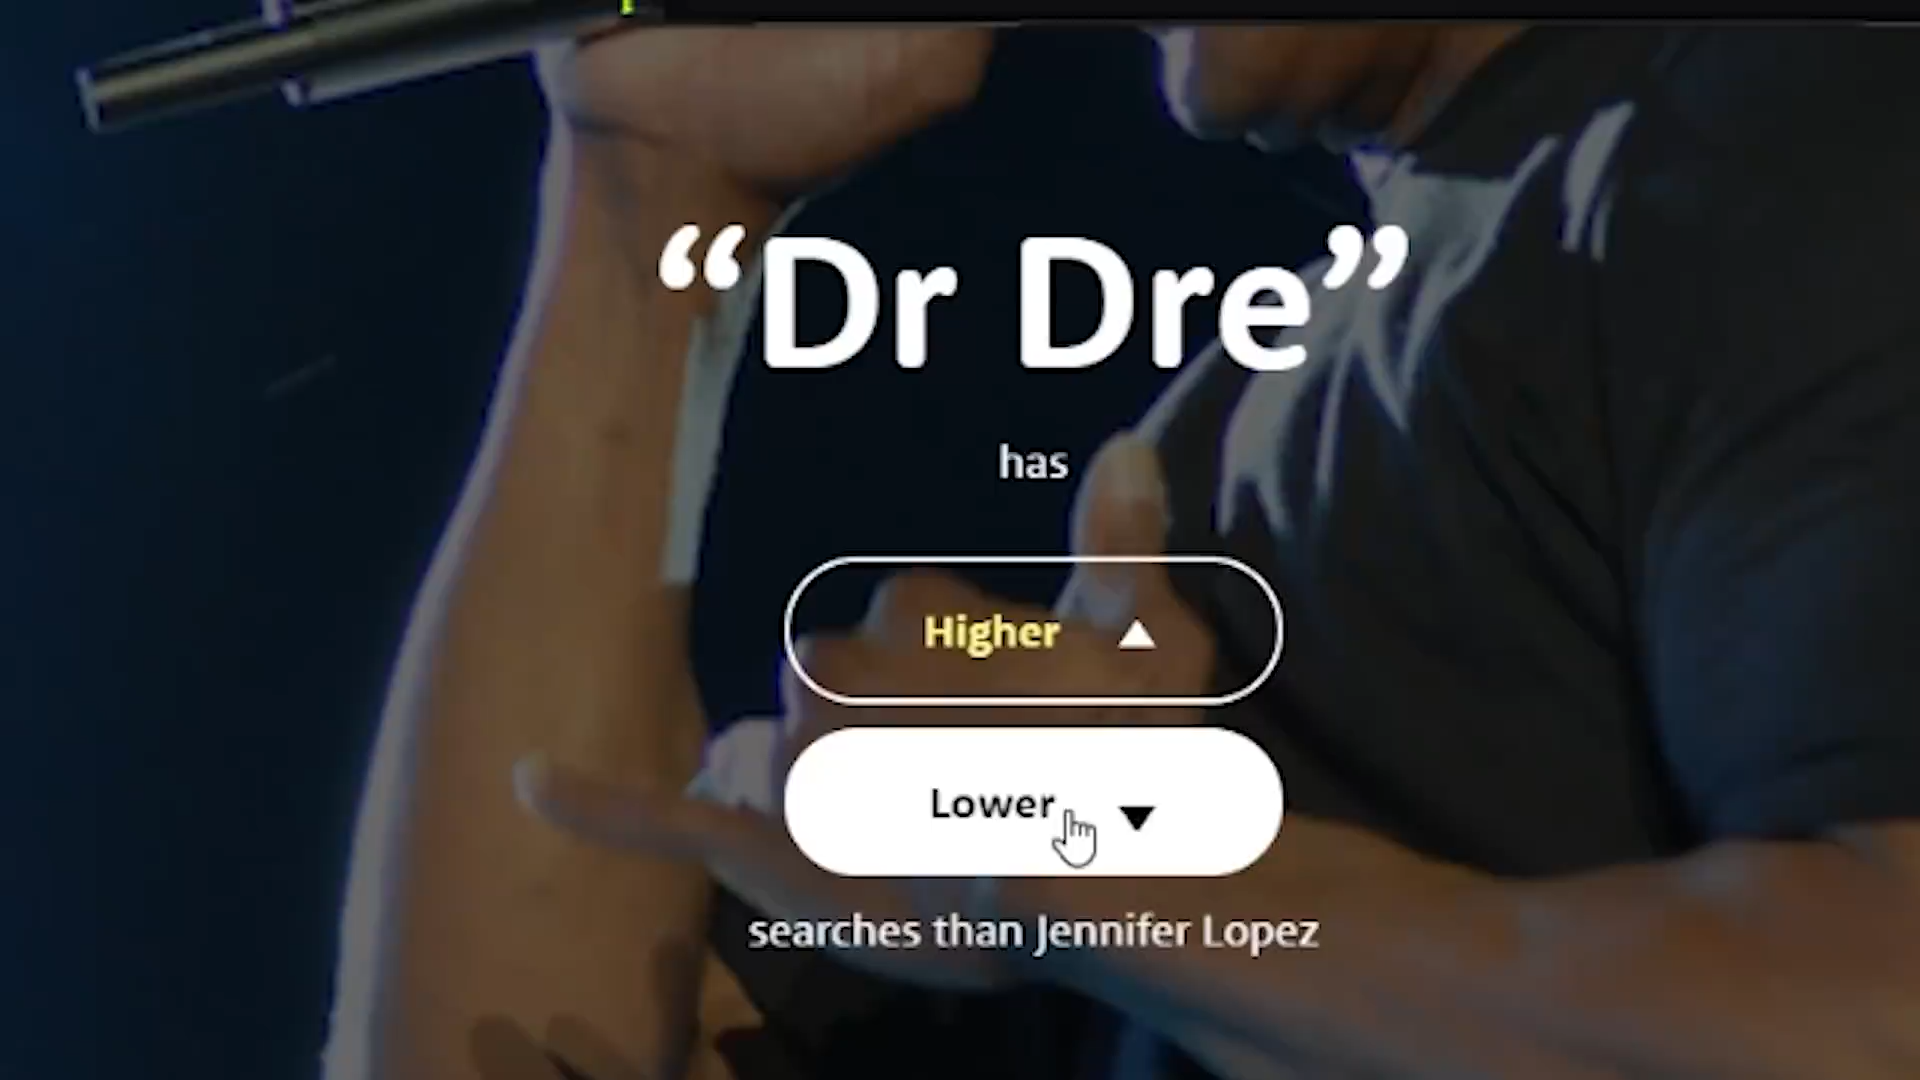 “Dr Dre”
has
Higher
Lower
searches than Jennifer Lopez